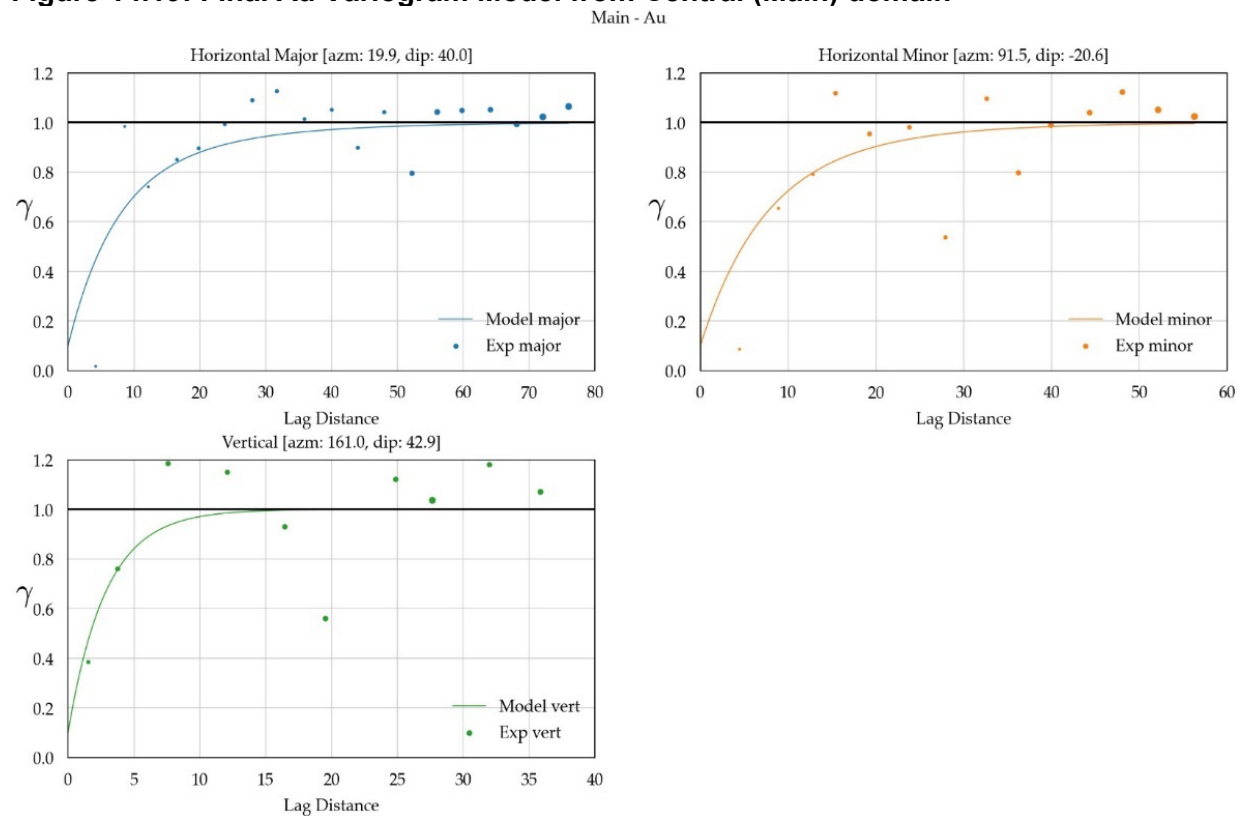 Main - Au
Horizontal Major [azm: 19.9, dip: 40.0]
1.2
1.0
0.8
0.6
0.4
0.2
0.0
γ
Model major
Exp major
0 10 20 30 40 50 60 70 80
Lag Distance
Horizontal Minor [azm: 91.5, dip: -20.6]
1.2
1.0
0.8
0.6
0.4
0.2
0.0
γ
Model minor
Exp minor
0 10 20 30 40 50 60
Lag Distance
Vertical [azm: 161.0, dip: 42.9]
1.2
1.0
0.8
0.6
0.4
0.2
0.0
γ
Model vert
Exp vert
0 5 10 15 20 25 30 35 40
Lag Distance